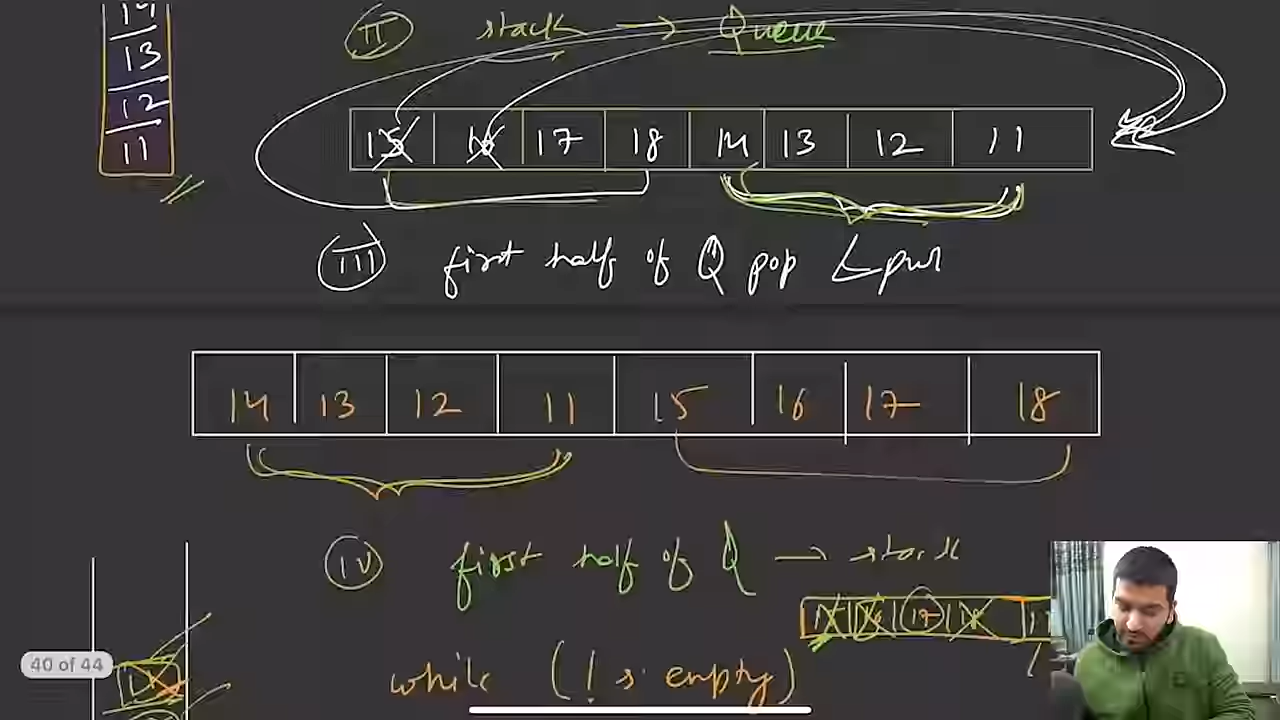 14
13
12
11
II stack → Queue
15 16 17 18 14 13 12 11
III first half of Q pop
14 13 12 11 15 16 17 18
IV first half of Q → stack
17
while (! s. empty)
40 of 44